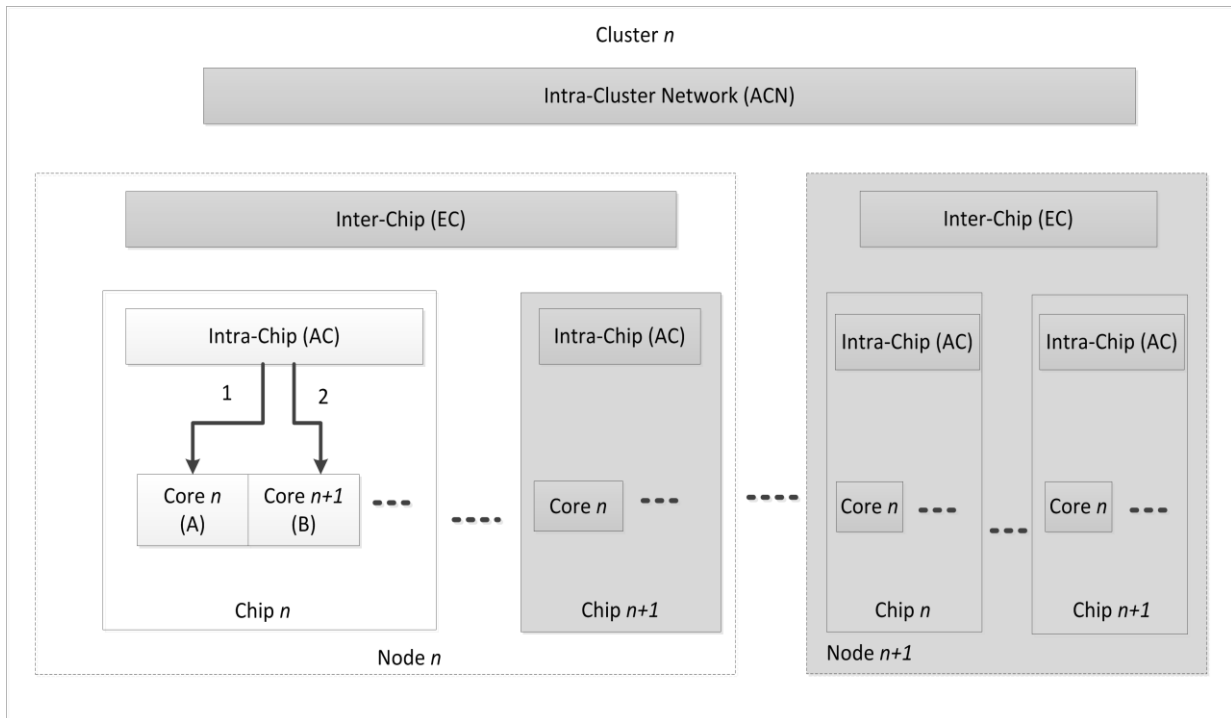 Cluster n
Intra-Cluster Network (ACN)
Inter-Chip (EC)
Inter-Chip (EC)
Intra-Chip (AC)
Intra-Chip (AC)
Intra-Chip (AC)
Intra-Chip (AC)
1
2
Core n
(A)
Core n+1
(B)
Core n
Core n
Core n
Chip n
Chip n+1
Chip n
Chip n+1
Node n
Node n+1